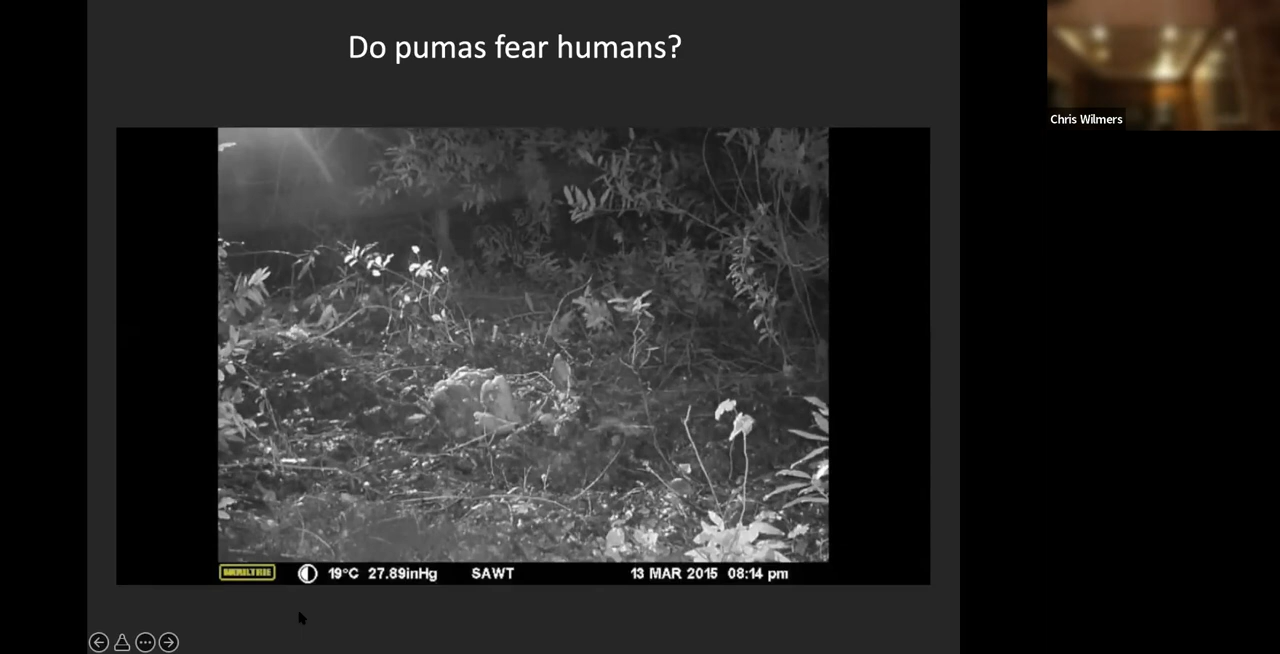 Do pumas fear humans?
Chris Wilmers
19°C 27.89inHg SAWT 13 MAR 2015 08:14 pm